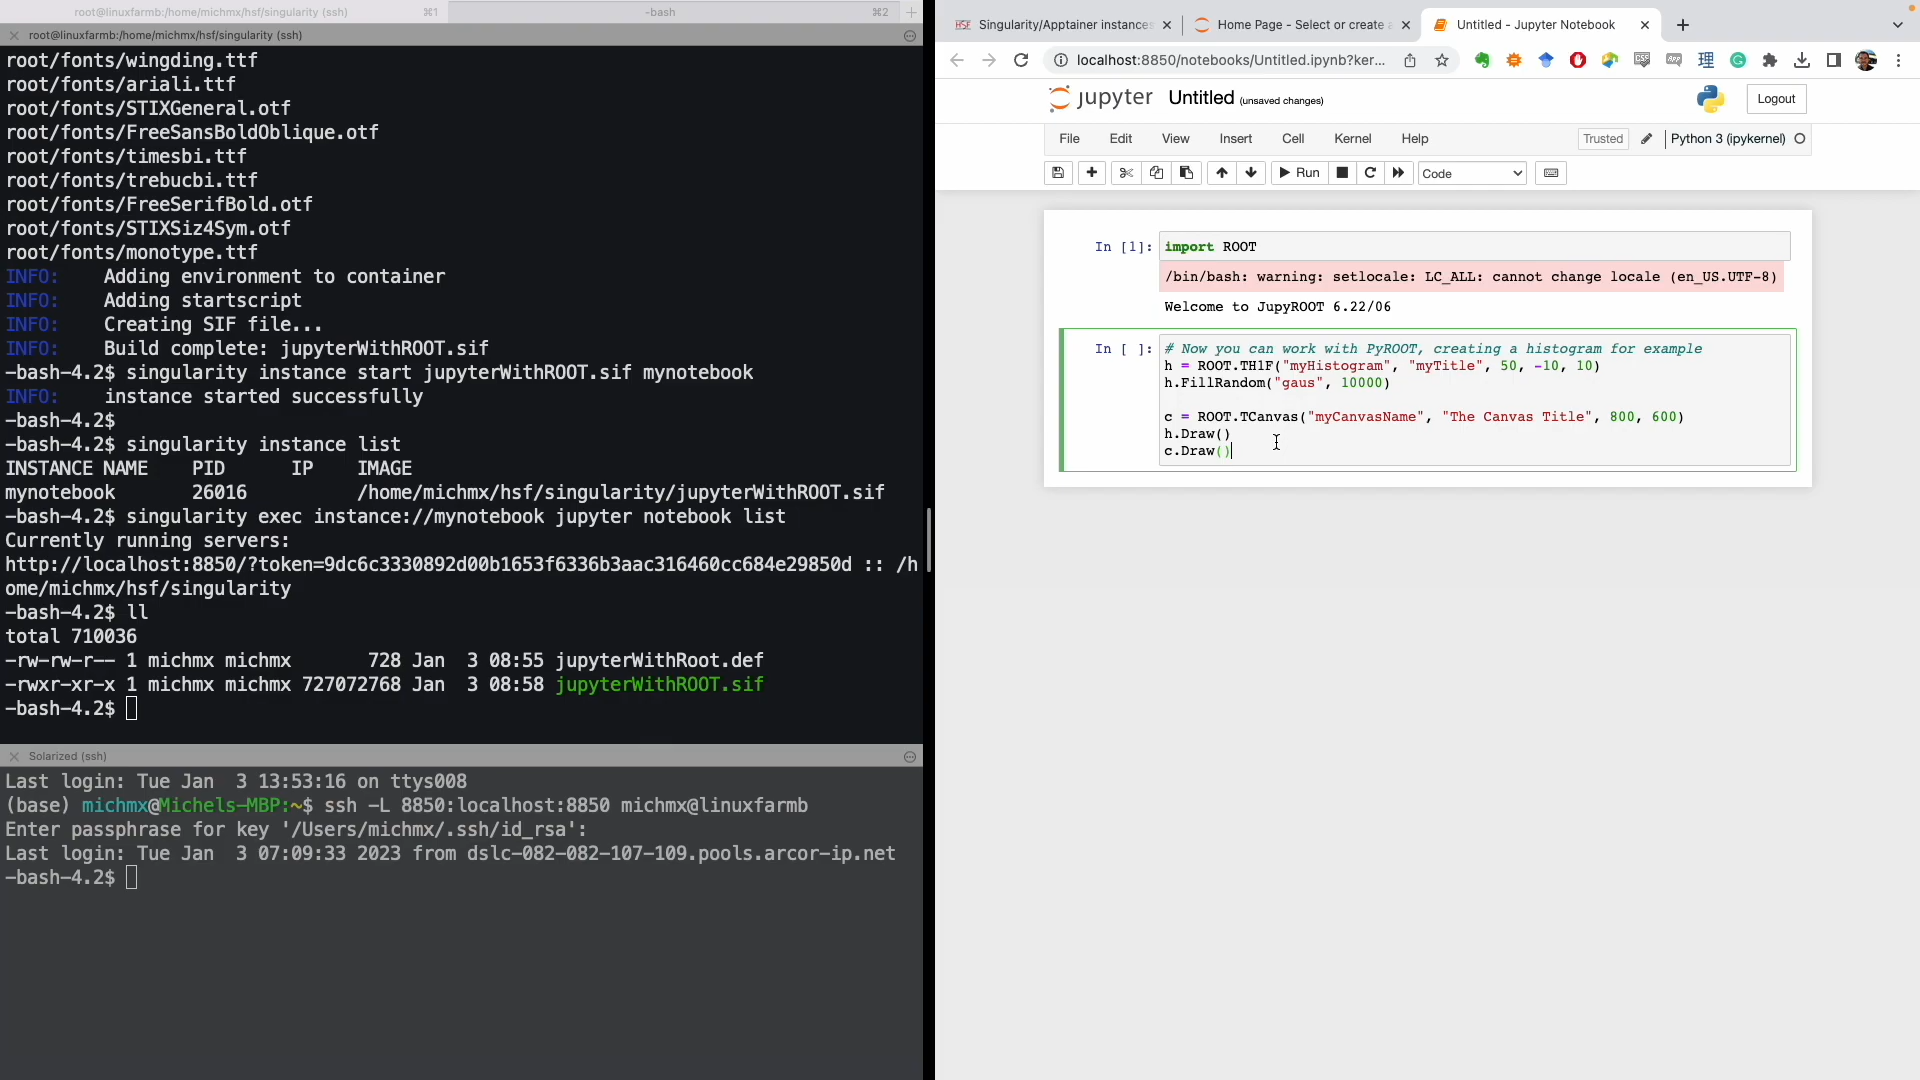 root@linuxfarmb:/home/michmx/hsf/singularity (ssh) ⌘1 -bash ⌘2
root@linuxfarmb:/home/michmx/hsf/singularity (ssh)
root/fonts/wingding.ttf
root/fonts/ariali.ttf
root/fonts/STIXGeneral.otf
root/fonts/FreeSansBoldOblique.otf
root/fonts/timesbi.ttf
root/fonts/trebucbi.ttf
root/fonts/FreeSerifBold.otf
root/fonts/STIXSiz4Sym.otf
root/fonts/monotype.ttf
INFO:    Adding environment to container
INFO:    Adding startscript
INFO:    Creating SIF file...
INFO:    Build complete: jupyterWithROOT.sif
-bash-4.2$ singularity instance start jupyterWithROOT.sif mynotebook
INFO:    instance started successfully
-bash-4.2$
-bash-4.2$ singularity instance list
INSTANCE NAME    PID      IP    IMAGE
mynotebook       26016          /home/michmx/hsf/singularity/jupyterWithROOT.sif
-bash-4.2$ singularity exec instance://mynotebook jupyter notebook list
Currently running servers:
http://localhost:8850/?token=9dc6c3330892d00b1653f6336b3aac316460cc684e29850d :: /h
ome/michmx/hsf/singularity
-bash-4.2$ ll
total 710036
-rw-rw-r-- 1 michmx michmx       728 Jan  3 08:55 jupyterWithRoot.def
-rwxr-xr-x 1 michmx michmx 727072768 Jan  3 08:58 jupyterWithROOT.sif
-bash-4.2$
Solarized (ssh)
Last login: Tue Jan  3 13:53:16 on ttys008
(base) michmx@Michels-MBP:~$ ssh -L 8850:localhost:8850 michmx@linuxfarmb
Enter passphrase for key '/Users/michmx/.ssh/id_rsa':
Last login: Tue Jan  3 07:09:33 2023 from dslc-082-082-107-109.pools.arcor-ip.net
-bash-4.2$
HSF Singularity/Apptainer instances Home Page - Select or create a Untitled - Jupyter Notebook
localhost:8850/notebooks/Untitled.ipynb?ker...
jupyter Untitled (unsaved changes) Logout
File Edit View Insert Cell Kernel Help Trusted Python 3 (ipykernel)
Run Code
In [1]: import ROOT
/bin/bash: warning: setlocale: LC_ALL: cannot change locale (en_US.UTF-8)
Welcome to JupyROOT 6.22/06
In [ ]: # Now you can work with PyROOT, creating a histogram for example
h = ROOT.TH1F("myHistogram", "myTitle", 50, -10, 10)
h.FillRandom("gaus", 10000)
c = ROOT.TCanvas("myCanvasName", "The Canvas Title", 800, 600)
h.Draw()
c.Draw()